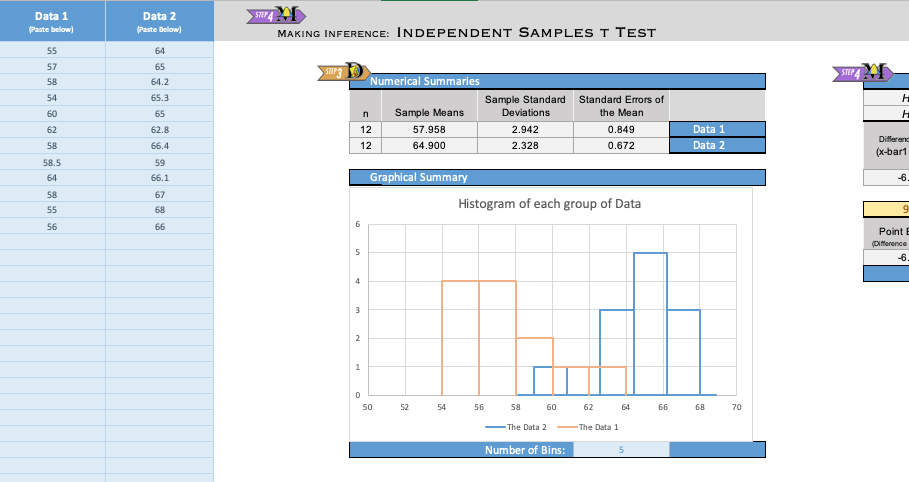 Data 1 Data 2
(Paste below) (Paste Below)
55 64
57 65
58 64.2
54 65.3
60 65
62 62.8
58 66.4
58.5 59
64 66.1
58 67
55 68
56 66
STEP 4 M
MAKING INFERENCE: INDEPENDENT SAMPLES T TEST
STEP 3 D
Numerical Summaries
n Sample Means Sample Standard Deviations Standard Errors of the Mean
12 57.958 2.942 0.849 Data 1
12 64.900 2.328 0.672 Data 2
Graphical Summary
Histogram of each group of Data
6
5
4
3
2
1
0
50 52 54 56 58 60 62 64 66 68 70
The Data 2 The Data 1
Number of Bins: 5
STEP 4 M
H
H
Differenc
(x-bar1
-6.
9
Point E
(Difference
-6.